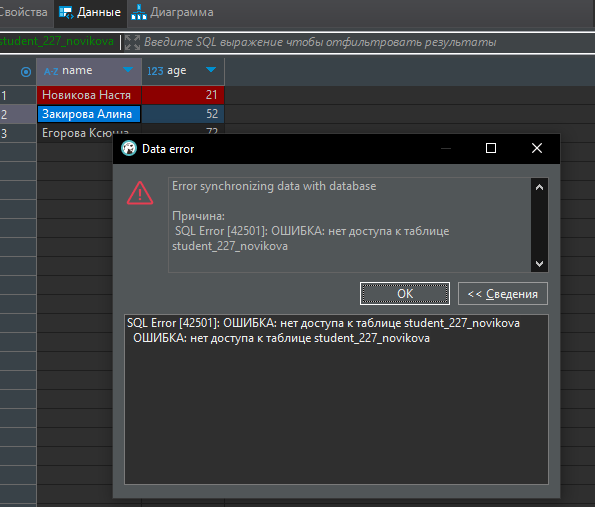 Свойства Данные Диаграмма
student_227_novikova Введите SQL выражение чтобы отфильтровать результаты
A-Z name 123 age
1 Новикова Настя 21
2 Закирова Алина 52
3 Егорова Ксюша 72
Data error
Error synchronizing data with database
Причина:
SQL Error [42501]: ОШИБКА: нет доступа к таблице
student_227_novikova
OK << Сведения
SQL Error [42501]: ОШИБКА: нет доступа к таблице student_227_novikova
ОШИБКА: нет доступа к таблице student_227_novikova